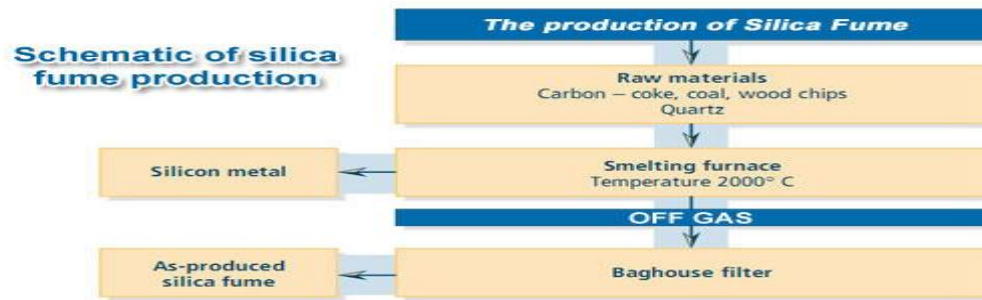 The production of Silica Fume
Schematic of silica
fume production
Raw materials
Carbon – coke, coal, wood chips
Quartz
Silicon metal
Smelting furnace
Temperature 2000° C
OFF GAS
As-produced
silica fume
Baghouse filter